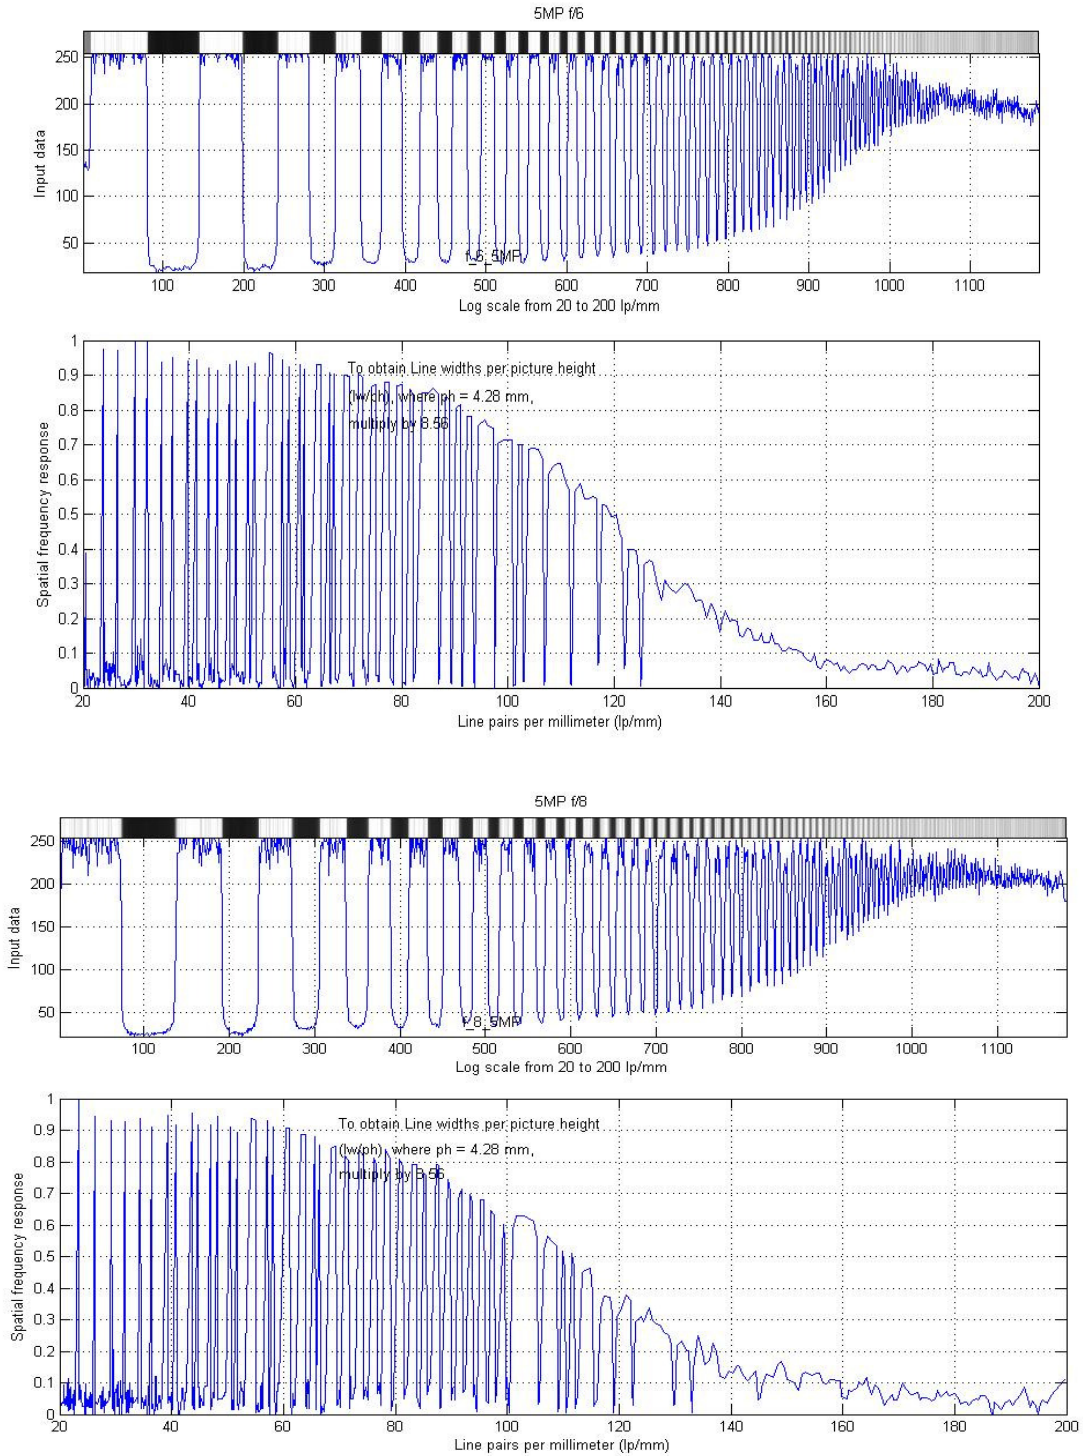 5MP f/6
250
200
150
100
50
Input data
f_6_5MP
100 200 300 400 500 600 700 800 900 1000 1100
Log scale from 20 to 200 lp/mm
1
0.9
0.8
0.7
0.6
0.5
0.4
0.3
0.2
0.1
0
Spatial frequency response
To obtain Line widths per picture height
(lw/ph), where ph = 4.28 mm,
multiply by 8.56
20 40 60 80 100 120 140 160 180 200
Line pairs per millimeter (lp/mm)
5MP f/8
250
200
150
100
50
Input data
f_8_5MP
100 200 300 400 500 600 700 800 900 1000 1100
Log scale from 20 to 200 lp/mm
1
0.9
0.8
0.7
0.6
0.5
0.4
0.3
0.2
0.1
0
Spatial frequency response
To obtain Line widths per picture height
(lw/ph), where ph = 4.28 mm,
multiply by 8.56
20 40 60 80 100 120 140 160 180 200
Line pairs per millimeter (lp/mm)